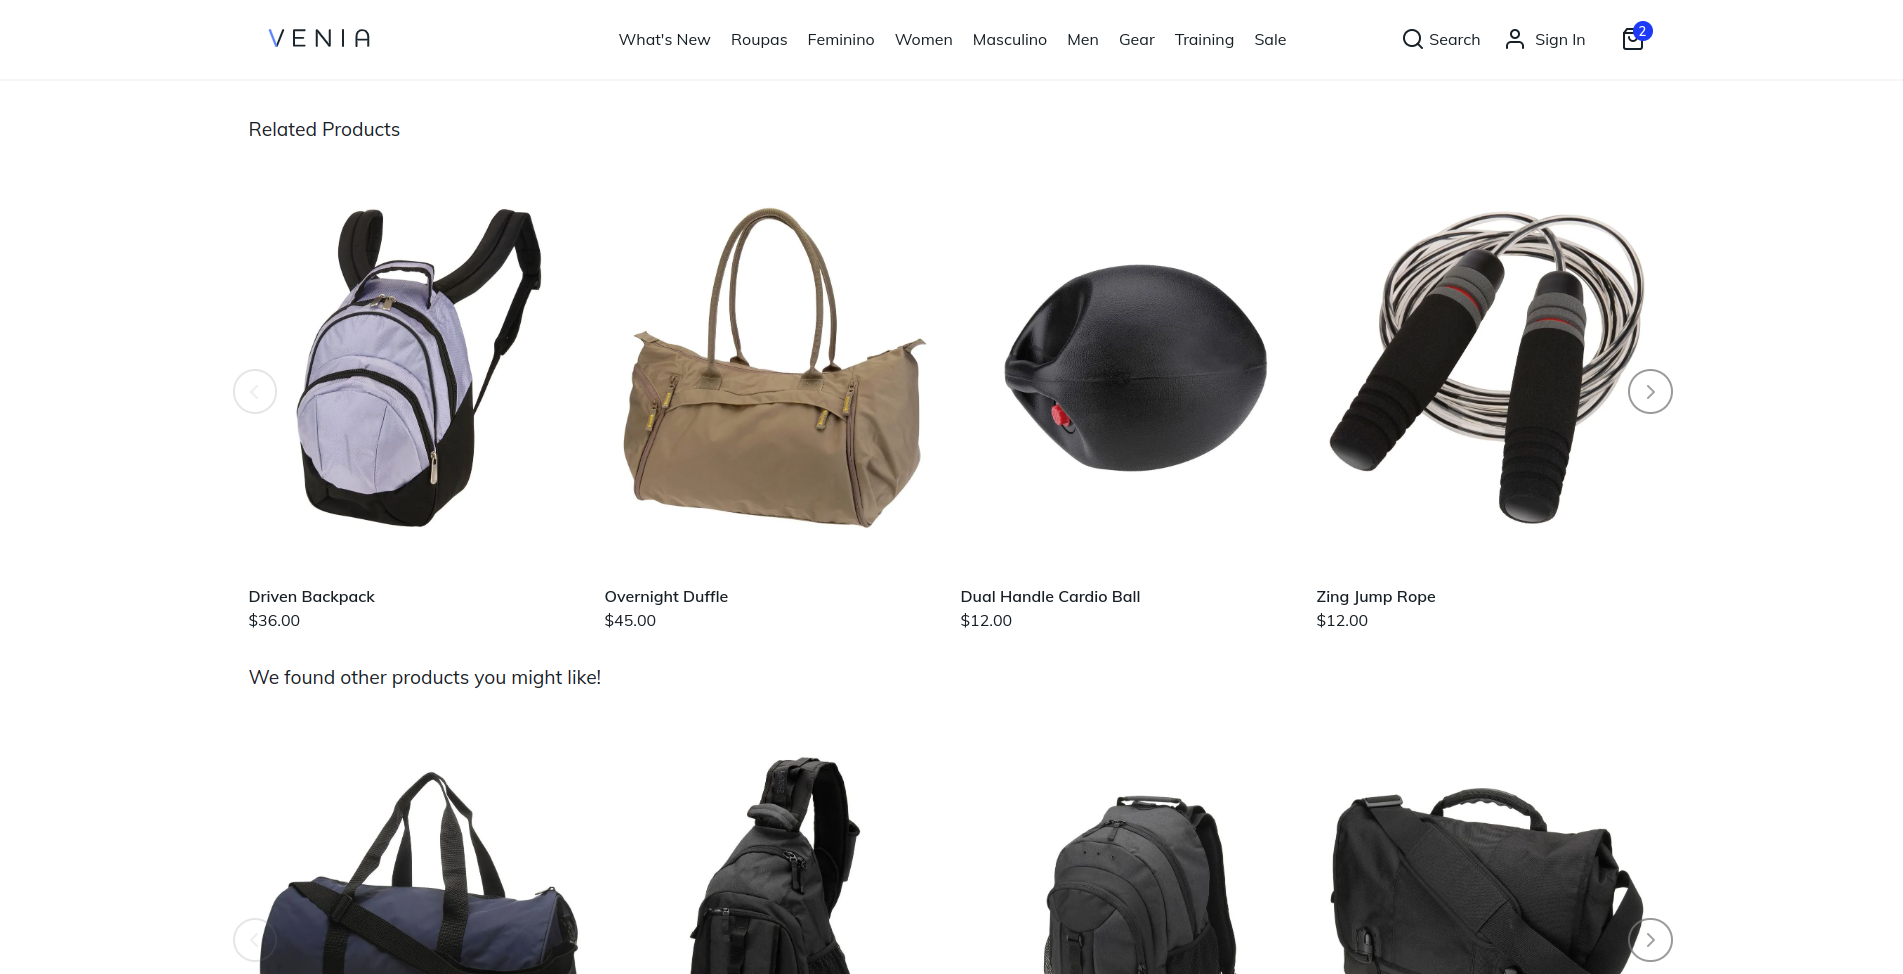 VENIA
What's New Roupas Feminino Women Masculino Men Gear Training Sale
Search Sign In 2
Related Products
Driven Backpack
$36.00
Overnight Duffle
$45.00
Dual Handle Cardio Ball
$12.00
Zing Jump Rope
$12.00
We found other products you might like!